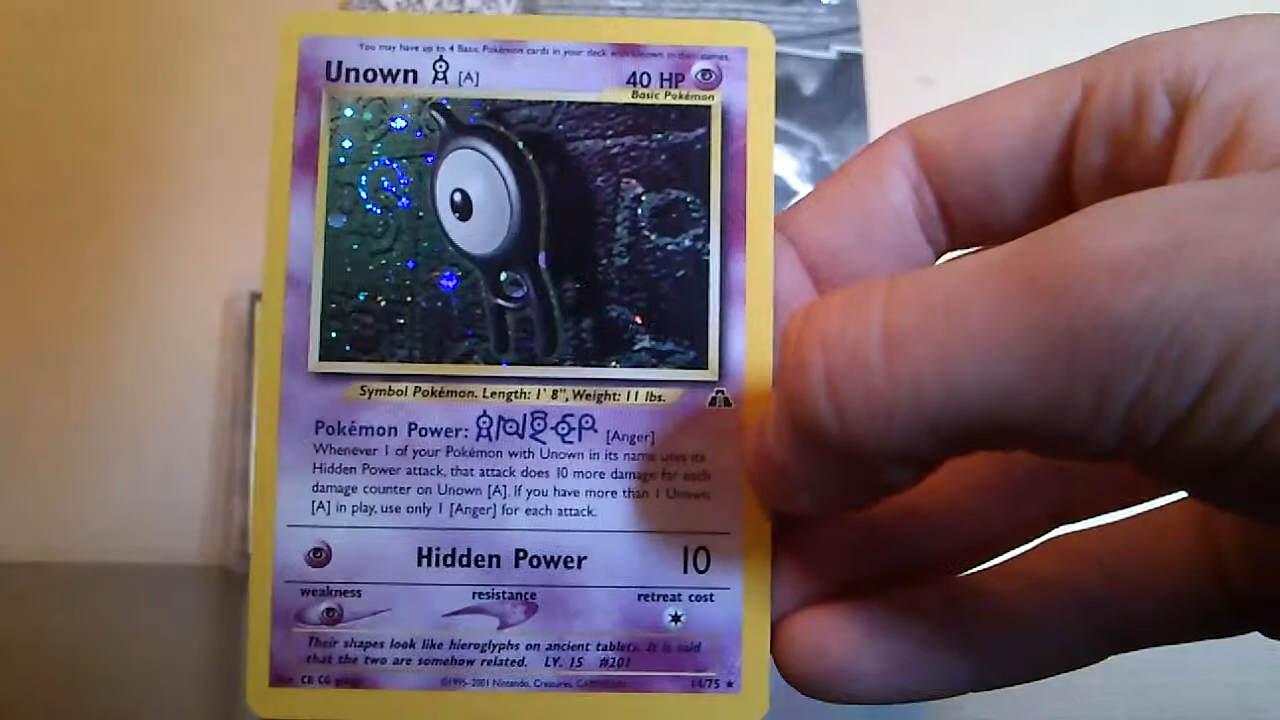 You may have up to 4 Basic Pokémon cards in your deck with Unown in their names.
Unown [A]
40 HP
Basic Pokémon
Symbol Pokémon. Length: 1' 8", Weight: 11 lbs.
Pokémon Power: [Anger]
Whenever 1 of your Pokémon with Unown in its name uses its
Hidden Power attack, that attack does 10 more damage for each
damage counter on Unown [A]. If you have more than 1 Unown
[A] in play, use only 1 [Anger] for each attack.
Hidden Power 10
weakness resistance retreat cost
Their shapes look like hieroglyphs on ancient tablets. It is said
that the two are somehow related. LV. 15 #201
CR CG
©1995-2001 Nintendo, Creatures, GAMEFREAK.
14/75